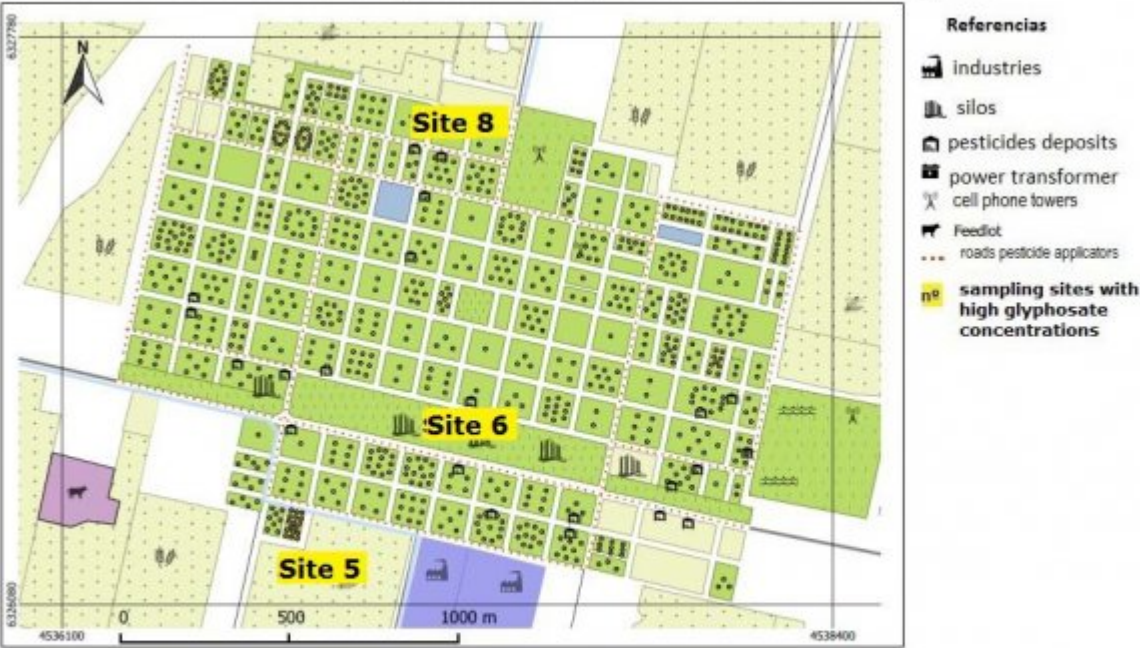 6327780
N
Site 8
Site 6
Site 5
6326080
0 500 1000 m
4536100 4538400
Referencias
industries
silos
pesticides deposits
power transformer
cell phone towers
Feedlot
roads pesticide applicators
nº sampling sites with
high glyphosate
concentrations